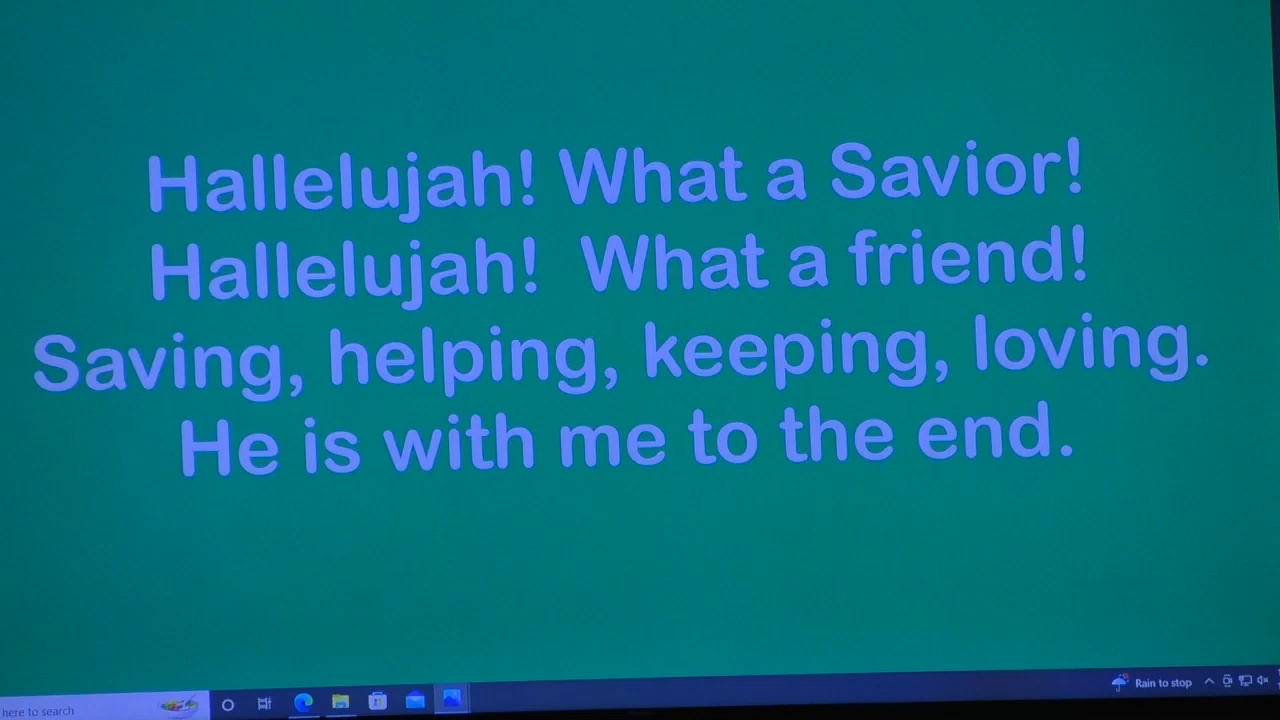 Hallelujah! What a Savior!
Hallelujah! What a friend!
Saving, helping, keeping, loving.
He is with me to the end.
here to search
Rain to stop